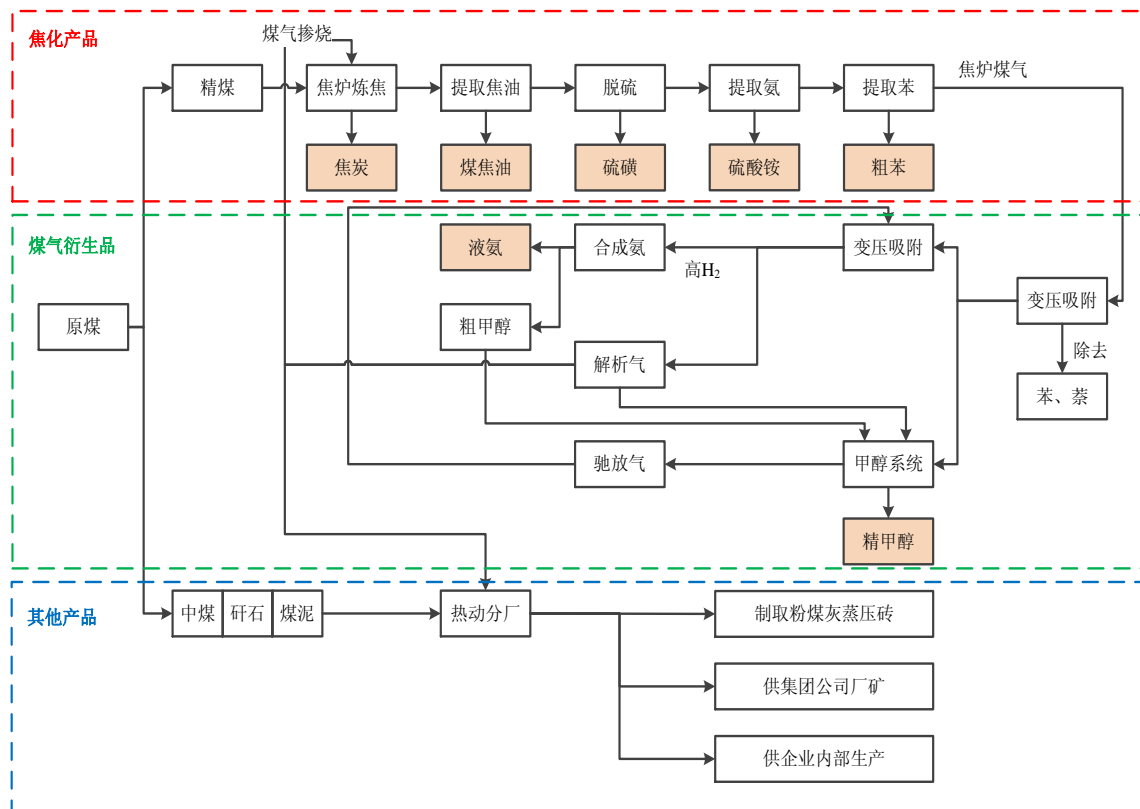 焦化产品
煤气掺烧
精煤
焦炉炼焦
提取焦油
脱硫
提取氨
提取苯
焦炉煤气
焦炭
煤焦油
硫磺
硫酸铵
粗苯
煤气衍生品
液氨
合成氨
高H₂
变压吸附
原煤
粗甲醇
变压吸附
解析气
除去
苯、萘
驰放气
甲醇系统
精甲醇
其他产品
中煤
矸石
煤泥
热动分厂
制取粉煤灰蒸压砖
供集团公司厂矿
供企业内部生产